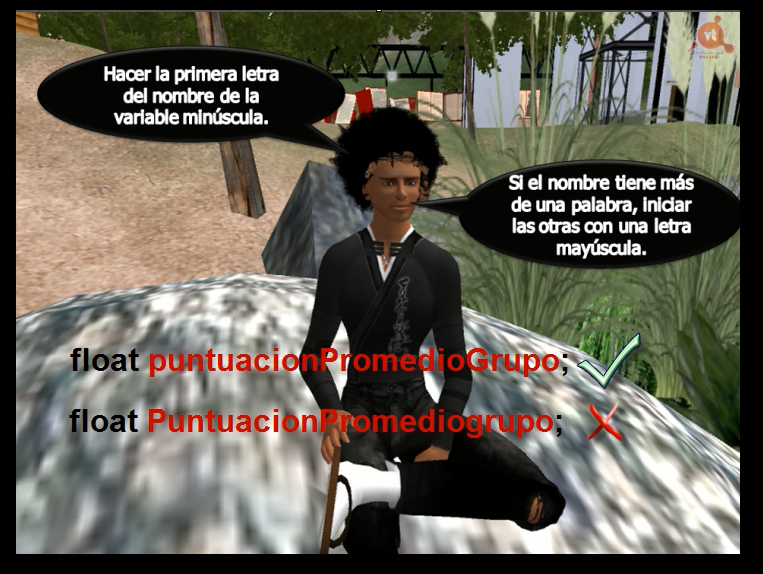 Hacer la primera letra
del nombre de la
variable minúscula.
Si el nombre tiene más
de una palabra, iniciar
las otras con una letra
mayúscula.
float puntuacionPromedioGrupo;
float PuntuacionPromediogrupo;